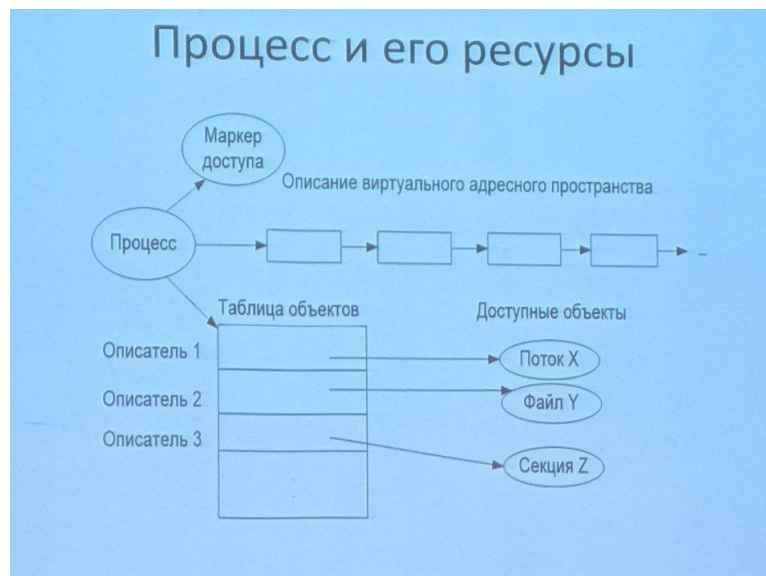 Процесс и его ресурсы
Маркер
доступа
Описание виртуального адресного пространства
Процесс
Таблица объектов
Доступные объекты
Описатель 1
Поток X
Описатель 2
Файл Y
Описатель 3
Секция Z